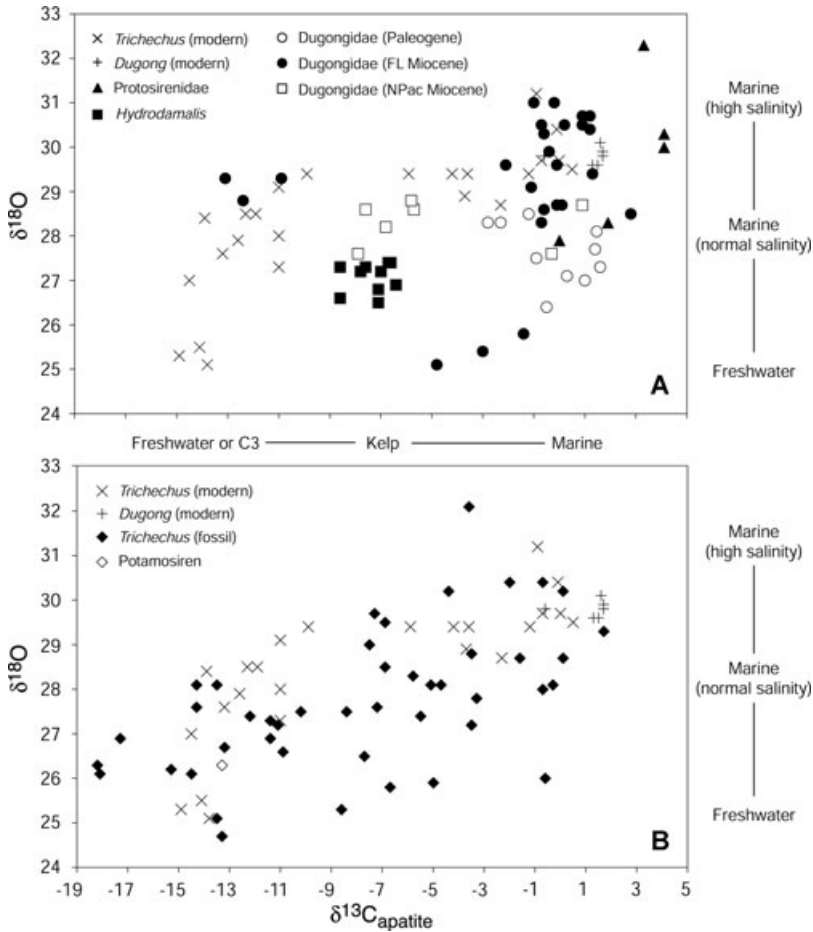 33
32
31
30
29
28
27
26
25
24
δ18O
× Trichechus (modern)
+ Dugong (modern)
▲ Protosirenidae
■ Hydrodamalis
○ Dugongidae (Paleogene)
● Dugongidae (FL Miocene)
□ Dugongidae (NPac Miocene)
A
Marine
(high salinity)
Marine
(normal salinity)
Freshwater
Freshwater or C3
Kelp
Marine
33
32
31
30
29
28
27
26
25
24
δ18O
× Trichechus (modern)
+ Dugong (modern)
◆ Trichechus (fossil)
◇ Potamosiren
B
Marine
(high salinity)
Marine
(normal salinity)
Freshwater
-19 -17 -15 -13 -11 -9 -7 -5 -3 -1 1 3 5
δ13Capatite